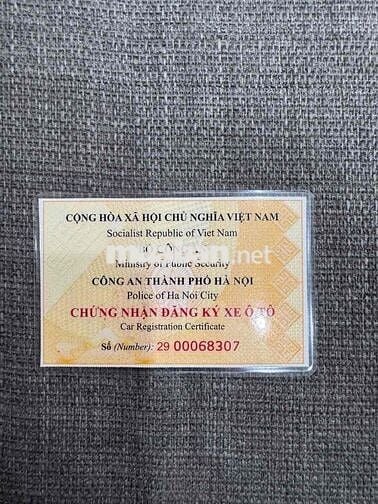 CỘNG HÒA XÃ HỘI CHỦ NGHĨA VIỆT NAM
Socialist Republic of Viet Nam
Ministry of Public Security
CÔNG AN THÀNH PHỐ HÀ NỘI
Police of Ha Noi City
CHỨNG NHẬN ĐĂNG KÝ XE Ô TÔ
Car Registration Certificate
Số (Number): 29 00068307